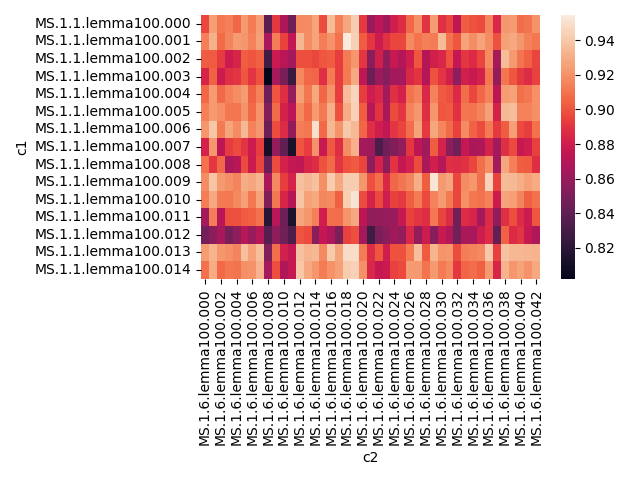 MS.1.1.lemma100.000
MS.1.1.lemma100.001
MS.1.1.lemma100.002
MS.1.1.lemma100.003
MS.1.1.lemma100.004
MS.1.1.lemma100.005
MS.1.1.lemma100.006
MS.1.1.lemma100.007
MS.1.1.lemma100.008
MS.1.1.lemma100.009
MS.1.1.lemma100.010
MS.1.1.lemma100.011
MS.1.1.lemma100.012
MS.1.1.lemma100.013
MS.1.1.lemma100.014
c1
MS.1.6.lemma100.000
MS.1.6.lemma100.002
MS.1.6.lemma100.004
MS.1.6.lemma100.006
MS.1.6.lemma100.008
MS.1.6.lemma100.010
MS.1.6.lemma100.012
MS.1.6.lemma100.014
MS.1.6.lemma100.016
MS.1.6.lemma100.018
MS.1.6.lemma100.020
MS.1.6.lemma100.022
MS.1.6.lemma100.024
MS.1.6.lemma100.026
MS.1.6.lemma100.028
MS.1.6.lemma100.030
MS.1.6.lemma100.032
MS.1.6.lemma100.034
MS.1.6.lemma100.036
MS.1.6.lemma100.038
MS.1.6.lemma100.040
MS.1.6.lemma100.042
c2
0.94
0.92
0.90
0.88
0.86
0.84
0.82